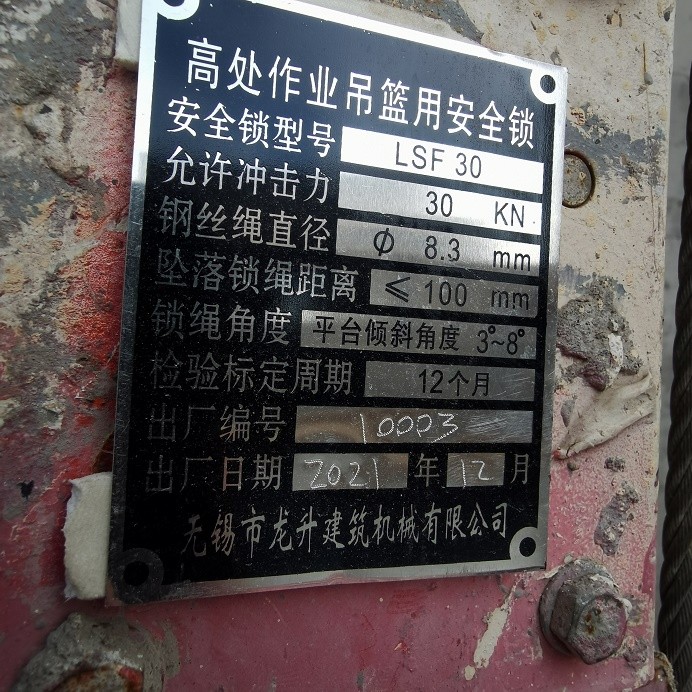 高处作业吊篮用安全锁
安全锁型号 LSF 30
允许冲击力 30 KN
钢丝绳直径 Φ 8.3 mm
坠落锁绳距离 ≤ 100 mm
锁绳角度 平台倾斜角度 3°~8°
检验标定周期 12个月
出厂编号 10003
出厂日期 2021 年 12 月
无锡市龙升建筑机械有限公司